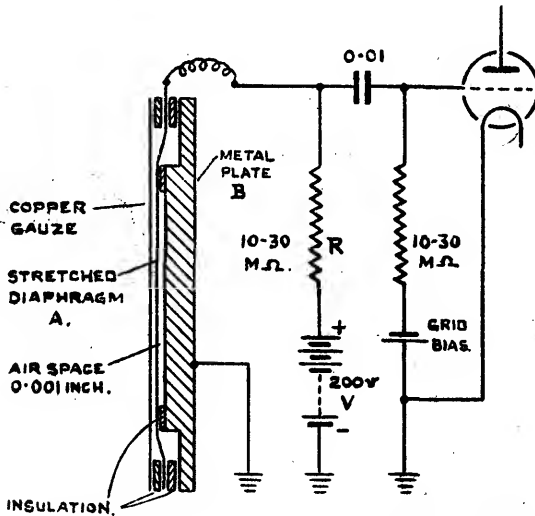 0·01
METAL
PLATE
B
COPPER
GAUZE
10-30
MΩ.
R
10-30
MΩ.
STRETCHED
DIAPHRAGM
A.
+
GRID
BIAS.
AIR SPACE
0·001 INCH.
200v
V
-
INSULATION.